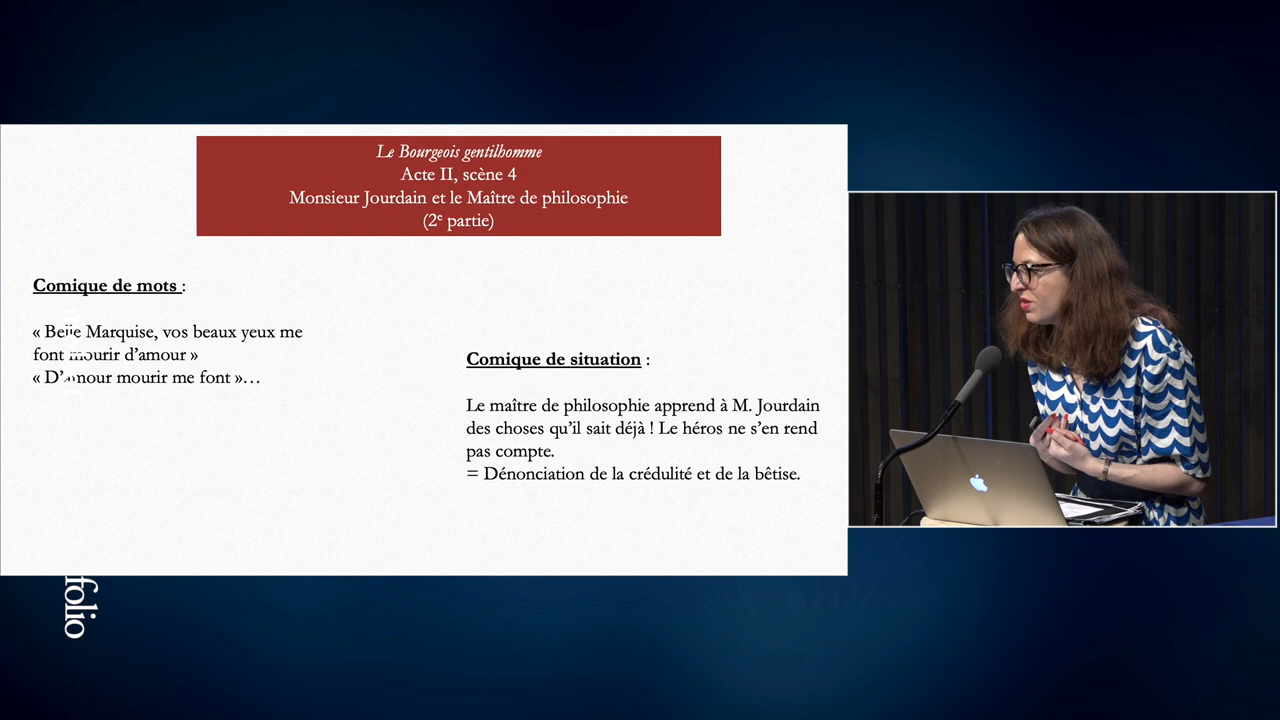 Le Bourgeois gentilhomme
Acte II, scène 4
Monsieur Jourdain et le Maître de philosophie
(2e partie)
Comique de mots :
« Belle Marquise, vos beaux yeux me
font mourir d’amour »
« D’amour mourir me font »…
Comique de situation :
Le maître de philosophie apprend à M. Jourdain
des choses qu’il sait déjà ! Le héros ne s’en rend
pas compte.
= Dénonciation de la crédulité et de la bêtise.
folio